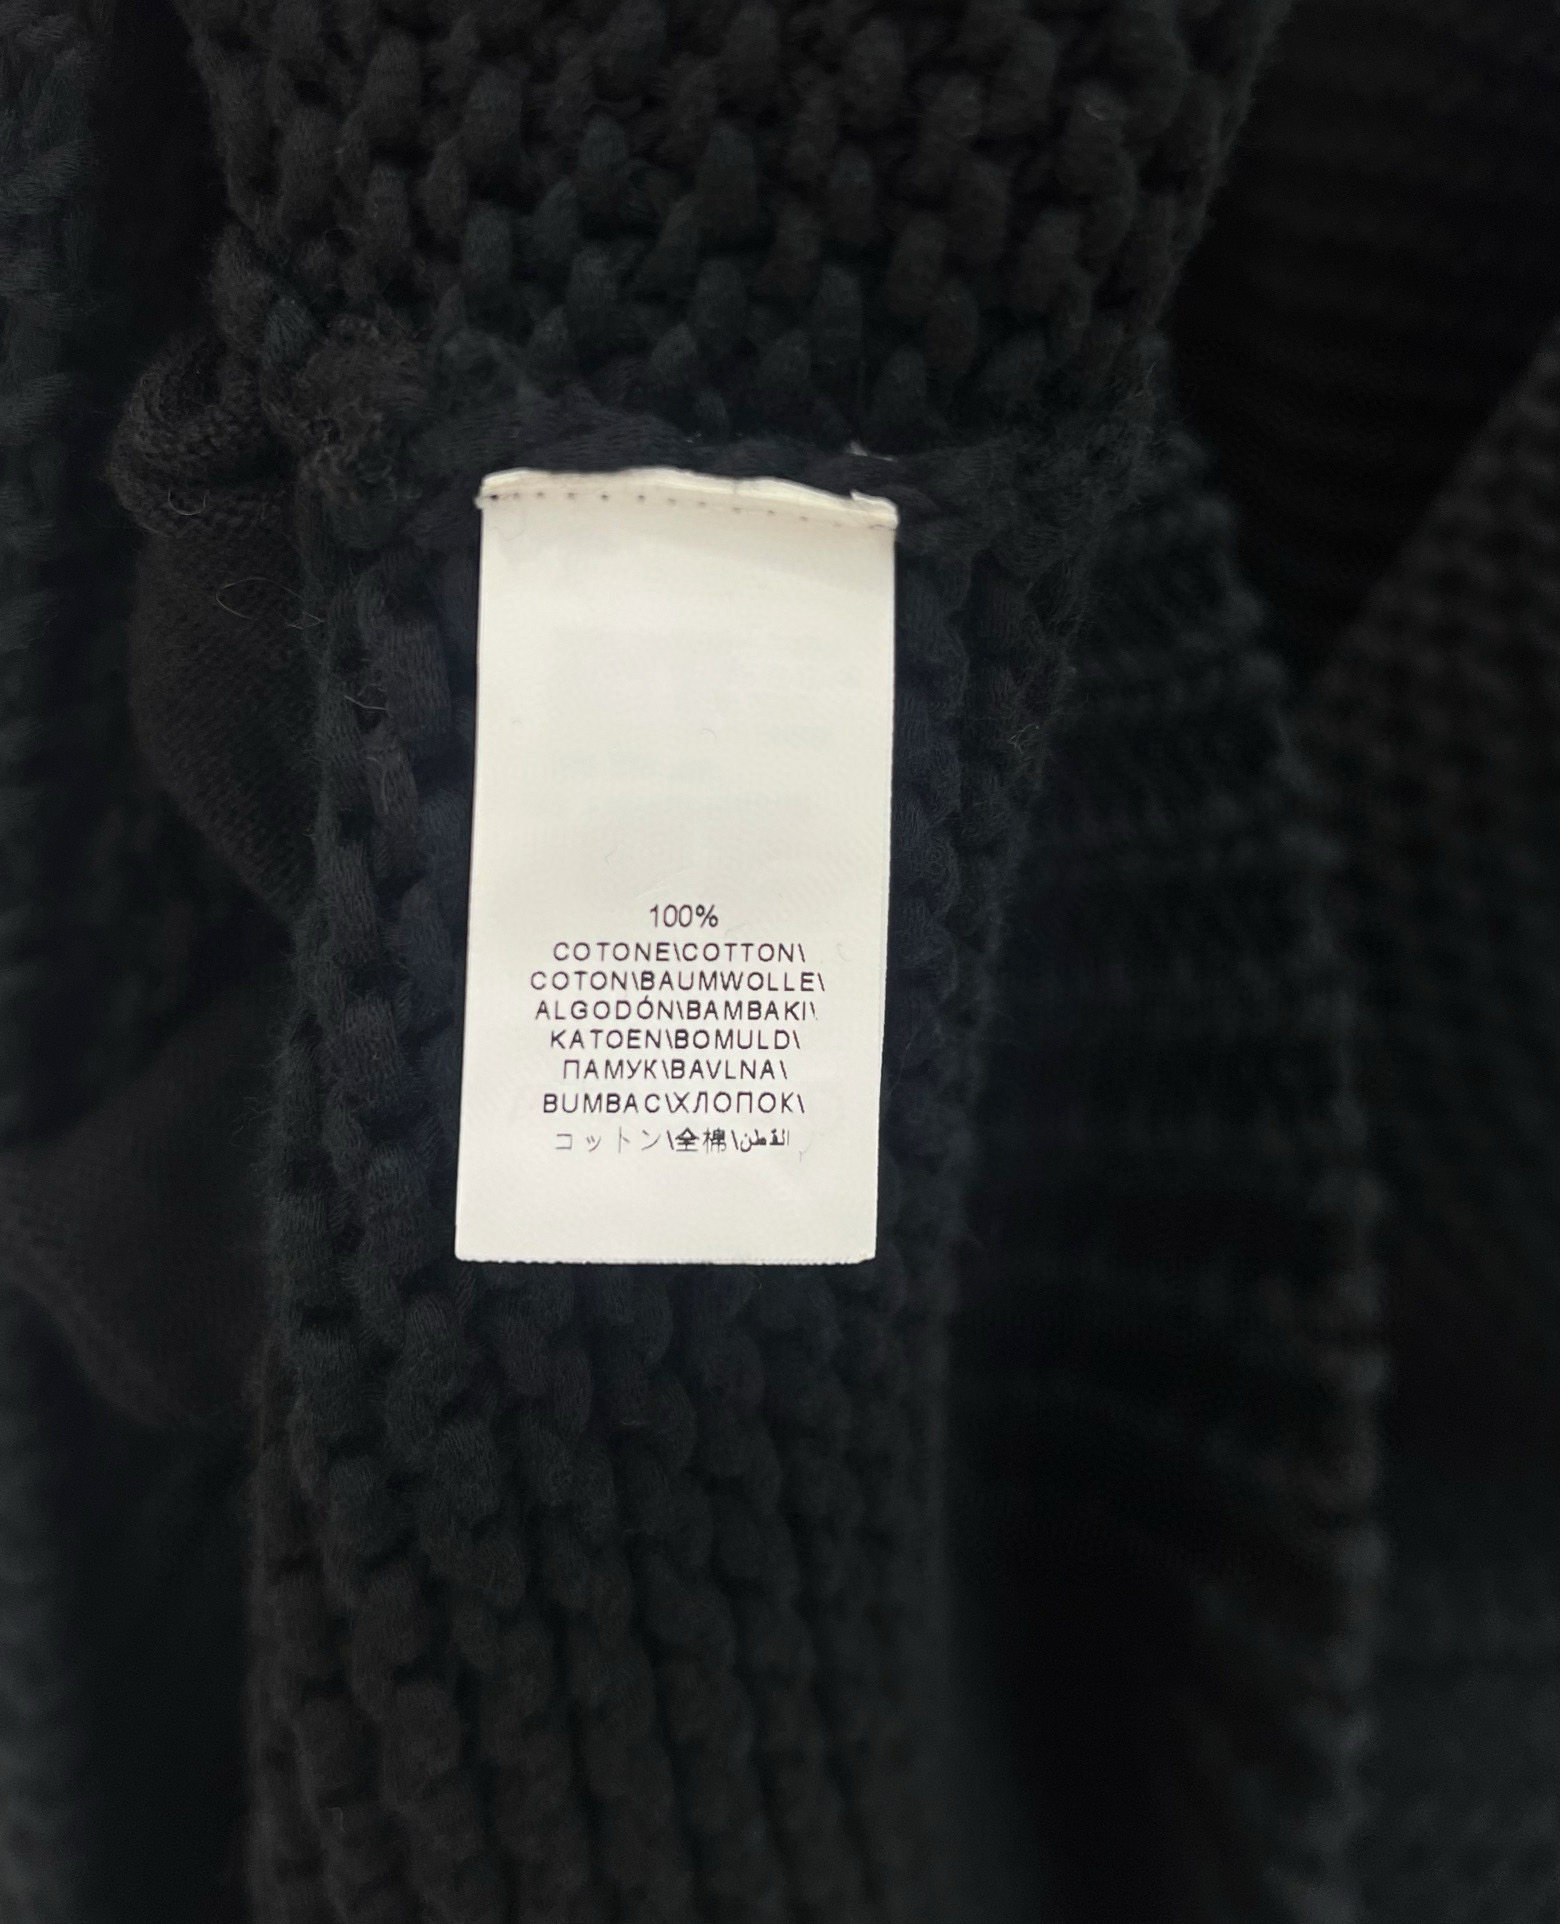 100%
COTONE\COTTON\
COTON\BAUMWOLLE\
ALGODÓN\BAMBAKI\
KATOEN\BOMULD\
ПАМУК\BAVLNA\
BUMBAC\ХЛОПОК\
コットン\全棉\القطن